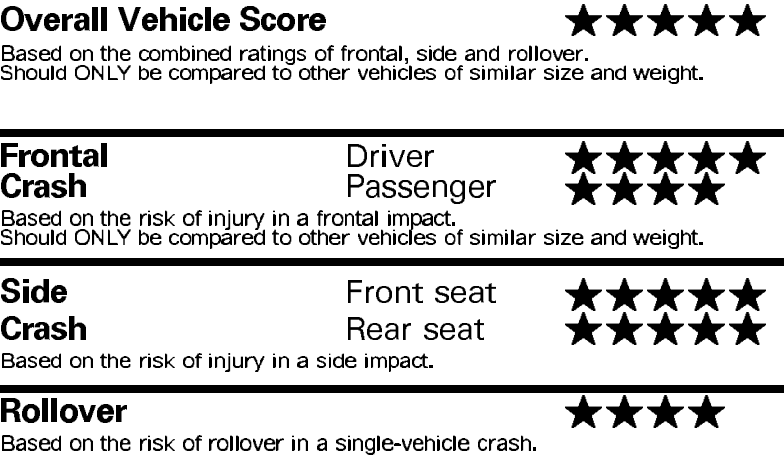 Overall Vehicle Score ★★★★★
Based on the combined ratings of frontal, side and rollover.
Should ONLY be compared to other vehicles of similar size and weight.
Frontal Driver ★★★★★
Crash Passenger ★★★★
Based on the risk of injury in a frontal impact.
Should ONLY be compared to other vehicles of similar size and weight.
Side Front seat ★★★★★
Crash Rear seat ★★★★★
Based on the risk of injury in a side impact.
Rollover ★★★★
Based on the risk of rollover in a single-vehicle crash.